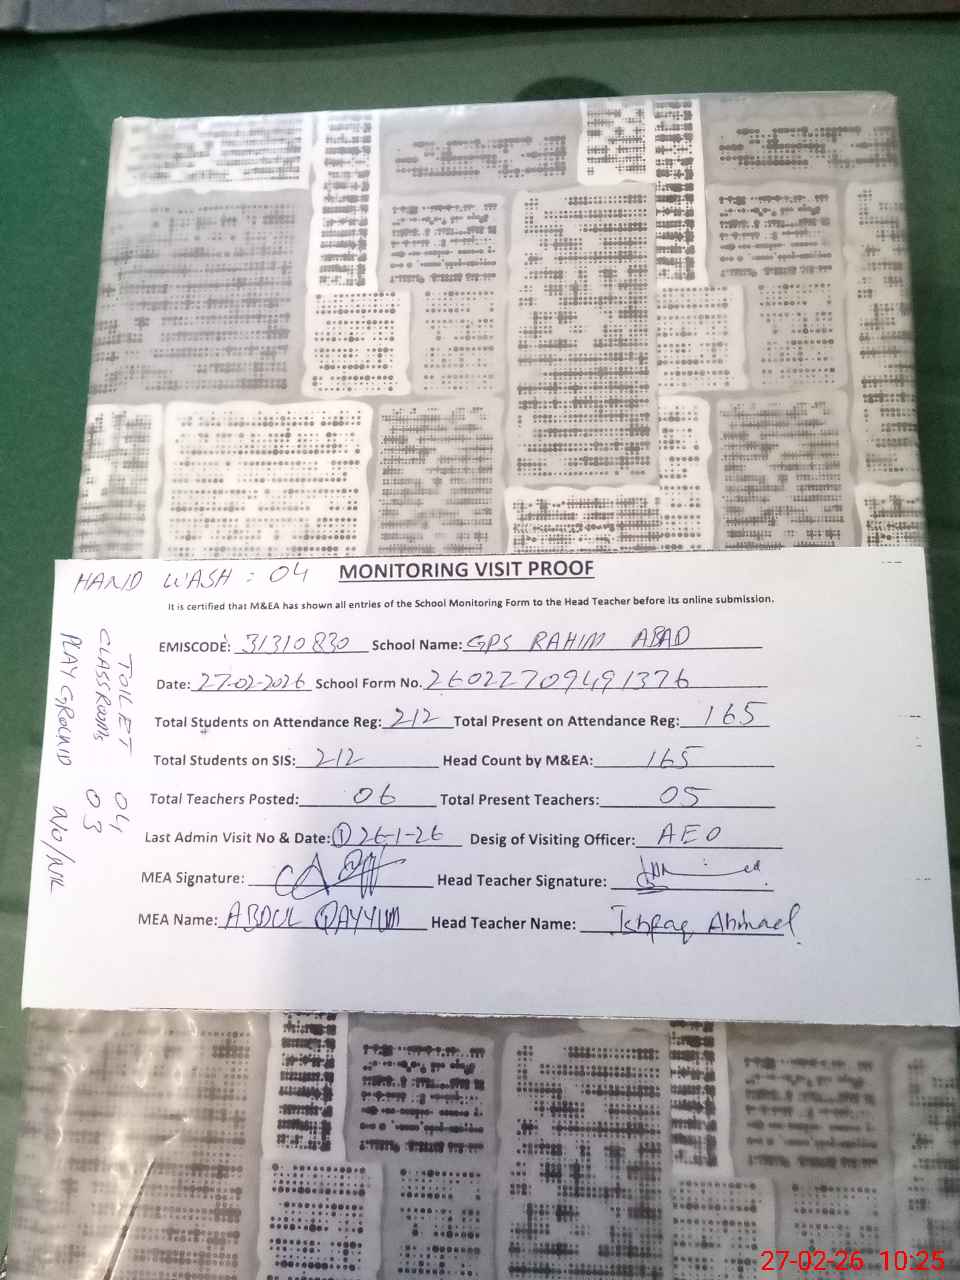 HAND WASH : 04
MONITORING VISIT PROOF
It is certified that M&EA has shown all entries of the School Monitoring Form to the Head Teacher before its online submission.
EMISCODE: 31310830 School Name: GPS RAHIM ABAD
Date: 27-02-2026 School Form No. 260227709491376
Total Students on Attendance Reg: 212 Total Present on Attendance Reg: 165
Total Students on SIS: 212 Head Count by M&EA: 165
Total Teachers Posted: 06 Total Present Teachers: 05
Last Admin Visit No & Date: ① 26-1-26 Desig of Visiting Officer: AEO
MEA Signature: Head Teacher Signature:
MEA Name: ABDUL QAYYUM Head Teacher Name: Ishfaq Ahmad
TOILET 04
CLASSROOMS 03
PLAY GROUND NO/NIL
27-02-26 10:25